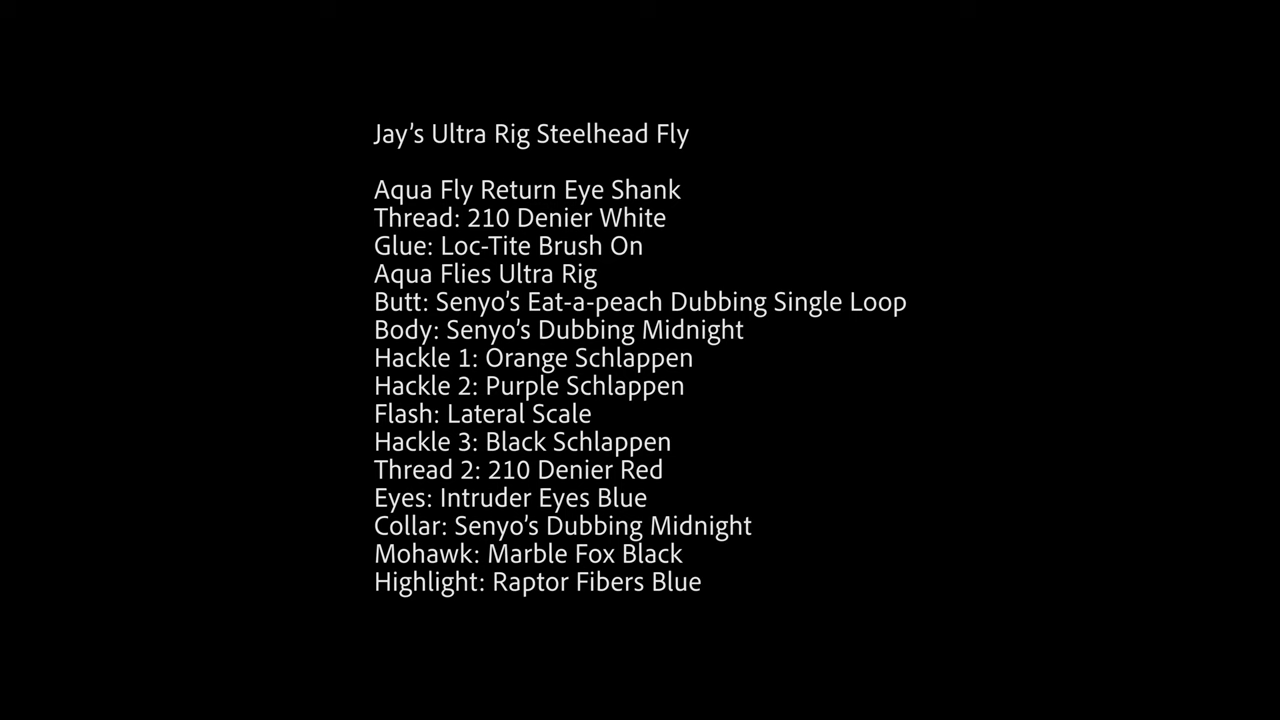 Jay’s Ultra Rig Steelhead Fly
Aqua Fly Return Eye Shank
Thread: 210 Denier White
Glue: Loc-Tite Brush On
Aqua Flies Ultra Rig
Butt: Senyo’s Eat-a-peach Dubbing Single Loop
Body: Senyo’s Dubbing Midnight
Hackle 1: Orange Schlappen
Hackle 2: Purple Schlappen
Flash: Lateral Scale
Hackle 3: Black Schlappen
Thread 2: 210 Denier Red
Eyes: Intruder Eyes Blue
Collar: Senyo’s Dubbing Midnight
Mohawk: Marble Fox Black
Highlight: Raptor Fibers Blue